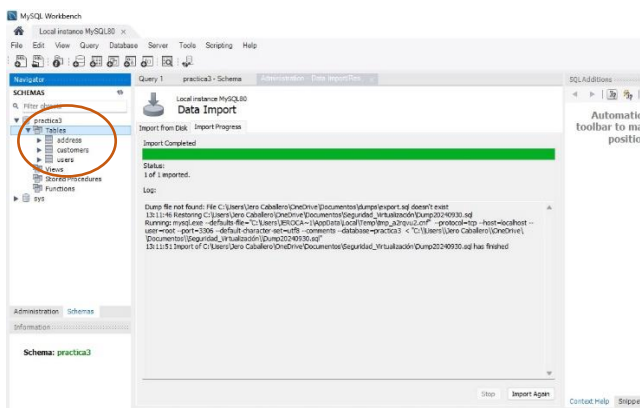 MySQL Workbench
Local instance MySQL80 ×
File Edit View Query Database Server Tools Scripting Help
Navigator
SCHEMAS
Filter objects
practica3
Tables
address
customers
users
Views
Stored Procedures
Functions
sys
Administration Schemas
Information
Schema: practica3
Query 1 practica3 - Schema Administration - Data Import/Res... ×
Local instance MySQL80
Data Import
Import from Disk Import Progress
Import Completed
Status:
1 of 1 imported.
Log:
Dump file not found: File C:\Users\Jero Caballero\OneDrive\Documentos\dumps\export.sql doesn't exist
13:11:46 Restoring C:\Users\Jero Caballero\OneDrive\Documentos\Seguridad_Virtualización\Dump20240930.sql
Running: mysql.exe --defaults-file="C:\Users\JEROCA~1\AppData\Local\Temp\tmp_a2rqvu2.cnf" --protocol=tcp --host=localhost --
user=root --port=3306 --default-character-set=utf8 --comments --database=practica3 < "C:\\Users\\Jero Caballero\\OneDrive\
\Documentos\\Seguridad_Virtualización\\Dump20240930.sql"
13:11:51 Import of C:\Users\Jero Caballero\OneDrive\Documentos\Seguridad_Virtualización\Dump20240930.sql has finished
Stop Import Again
SQLAdditions
Automatic
toolbar to ma
positio
Context Help Snippe